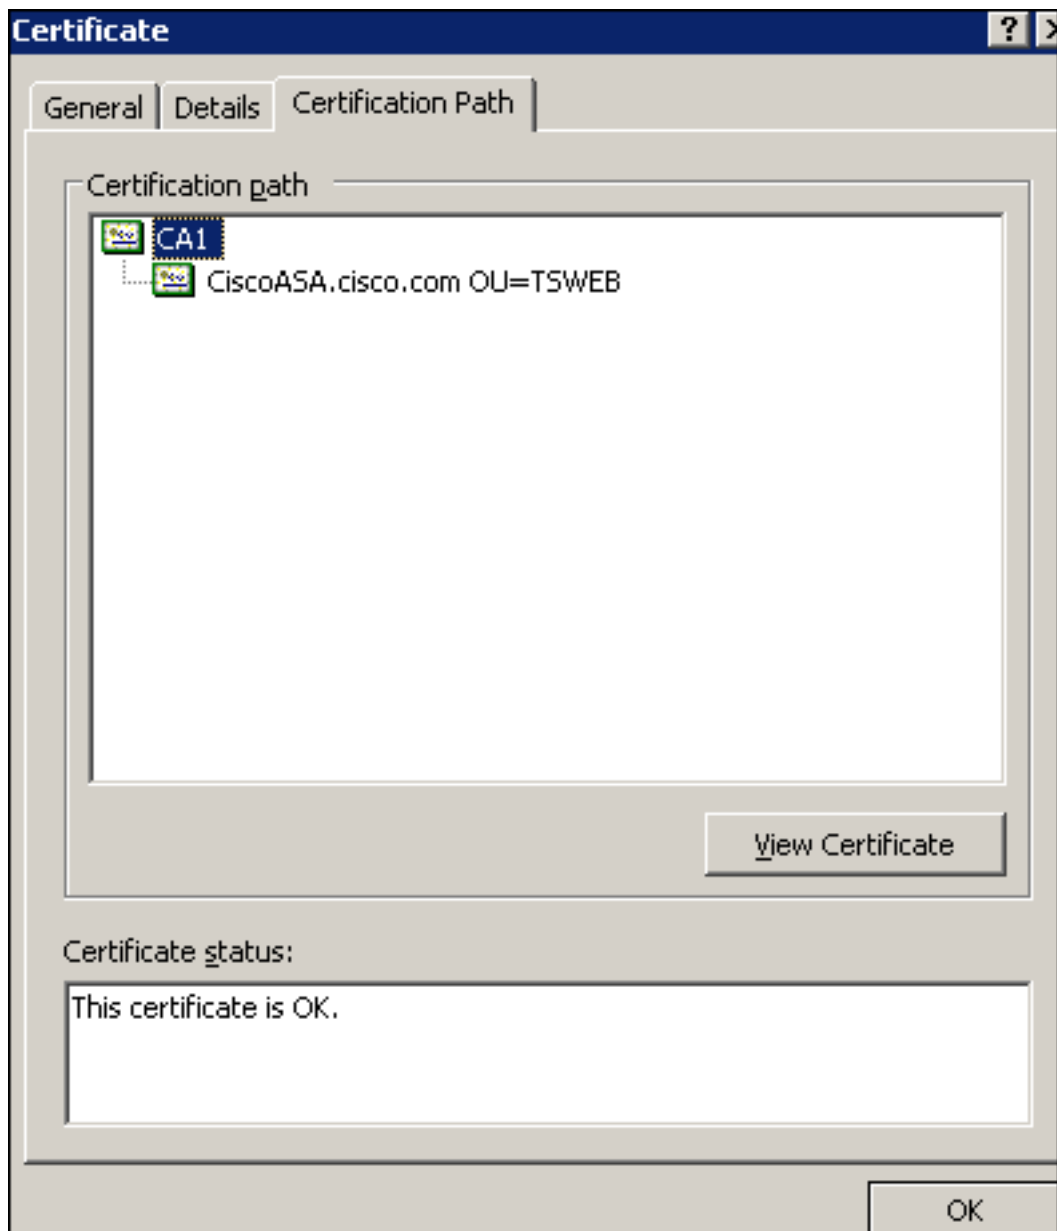 Certificate
?
General
Details
Certification Path
Certification path
CA1
CiscoASA.cisco.com OU=TSWEB
View Certificate
Certificate status:
This certificate is OK.
OK